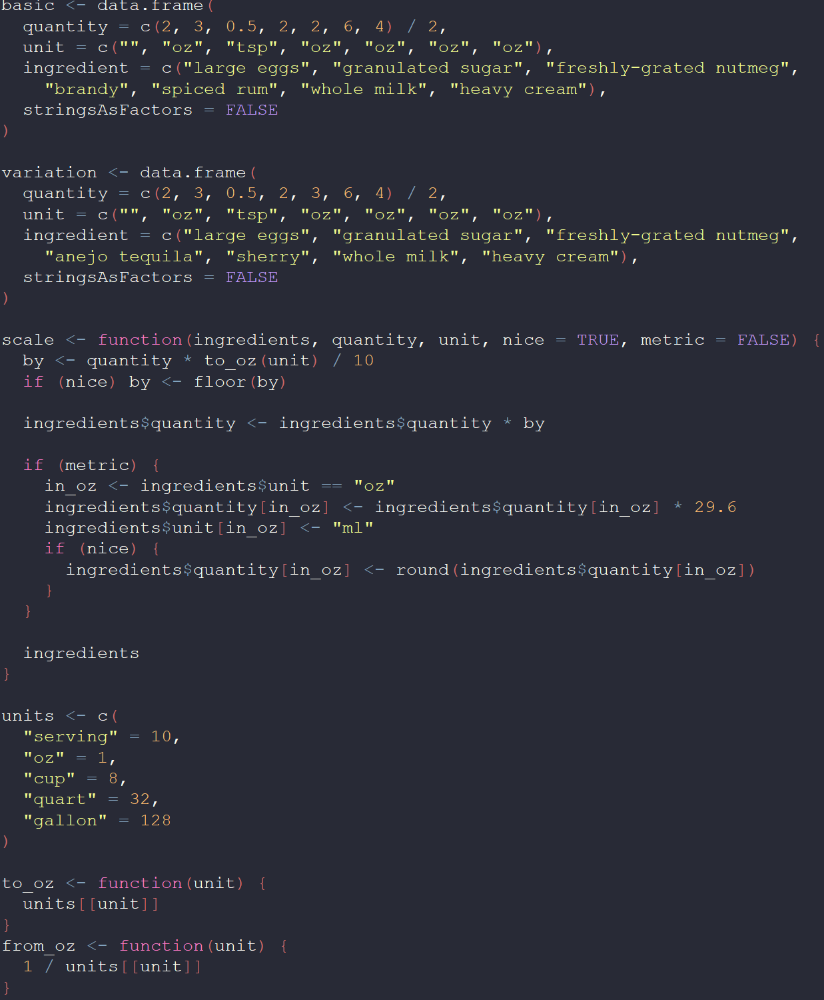 basic <- data.frame(
  quantity = c(2, 3, 0.5, 2, 2, 6, 4) / 2,
  unit = c("", "oz", "tsp", "oz", "oz", "oz", "oz"),
  ingredient = c("large eggs", "granulated sugar", "freshly-grated nutmeg",
    "brandy", "spiced rum", "whole milk", "heavy cream"),
  stringsAsFactors = FALSE
)

variation <- data.frame(
  quantity = c(2, 3, 0.5, 2, 3, 6, 4) / 2,
  unit = c("", "oz", "tsp", "oz", "oz", "oz", "oz"),
  ingredient = c("large eggs", "granulated sugar", "freshly-grated nutmeg",
    "anejo tequila", "sherry", "whole milk", "heavy cream"),
  stringsAsFactors = FALSE
)

scale <- function(ingredients, quantity, unit, nice = TRUE, metric = FALSE) {
  by <- quantity * to_oz(unit) / 10
  if (nice) by <- floor(by)

  ingredients$quantity <- ingredients$quantity * by

  if (metric) {
    in_oz <- ingredients$unit == "oz"
    ingredients$quantity[in_oz] <- ingredients$quantity[in_oz] * 29.6
    ingredients$unit[in_oz] <- "ml"
    if (nice) {
      ingredients$quantity[in_oz] <- round(ingredients$quantity[in_oz])
    }
  }

  ingredients
}

units <- c(
  "serving" = 10,
  "oz" = 1,
  "cup" = 8,
  "quart" = 32,
  "gallon" = 128
)

to_oz <- function(unit) {
  units[[unit]]
}
from_oz <- function(unit) {
  1 / units[[unit]]
}